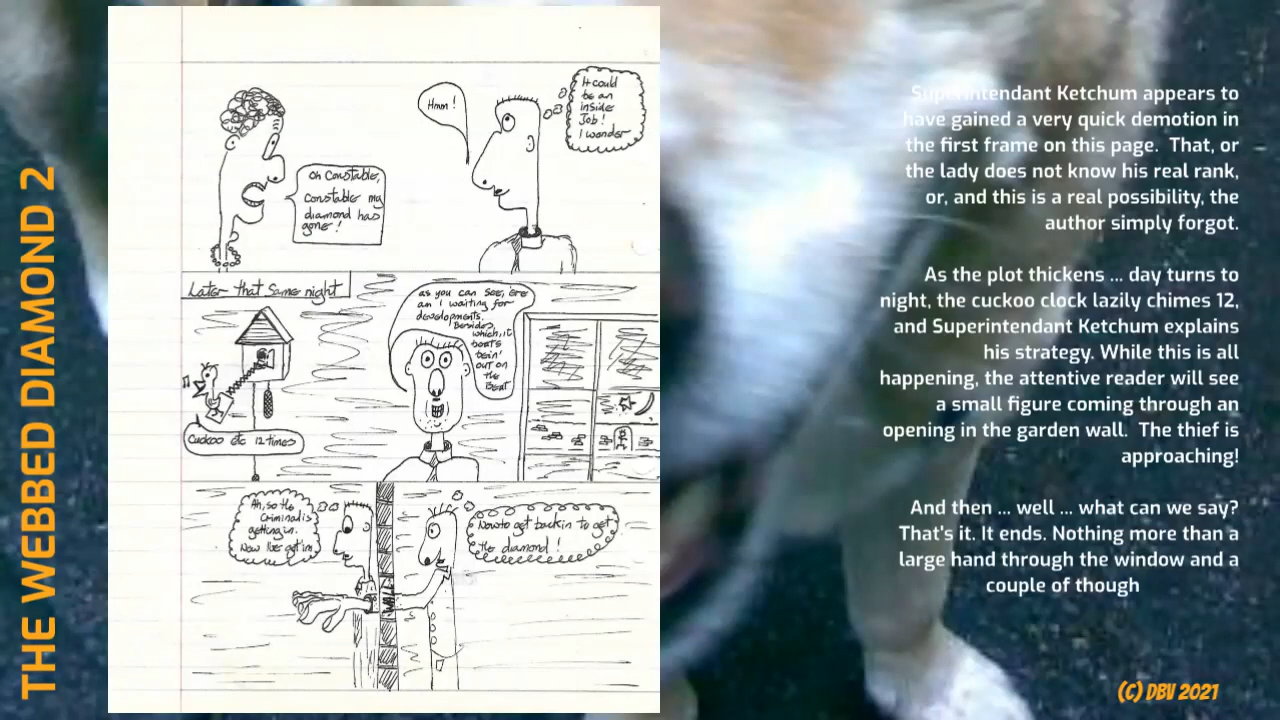 THE WEBBED DIAMOND 2
Hmm!
It could
be an
inside
Job!
I wonder
oh Constable,
Constable my
diamond has
gone!
Later that same night
as you can see, 'ere
am I waiting for
developments.
Besides
which, it
beats
bein'
out on
the
Beat
Cuckoo etc 12 times
Ah, so the
Criminal is
getting in.
Now I've got im
Now to get back in to get
the diamond!
Superintendant Ketchum appears to
have gained a very quick demotion in
the first frame on this page. That, or
the lady does not know his real rank,
or, and this is a real possibility, the
author simply forgot.
As the plot thickens ... day turns to
night, the cuckoo clock lazily chimes 12,
and Superintendant Ketchum explains
his strategy. While this is all
happening, the attentive reader will see
a small figure coming through an
opening in the garden wall. The thief is
approaching!
And then ... well ... what can we say?
That's it. It ends. Nothing more than a
large hand through the window and a
couple of though
(C) DBV 2021